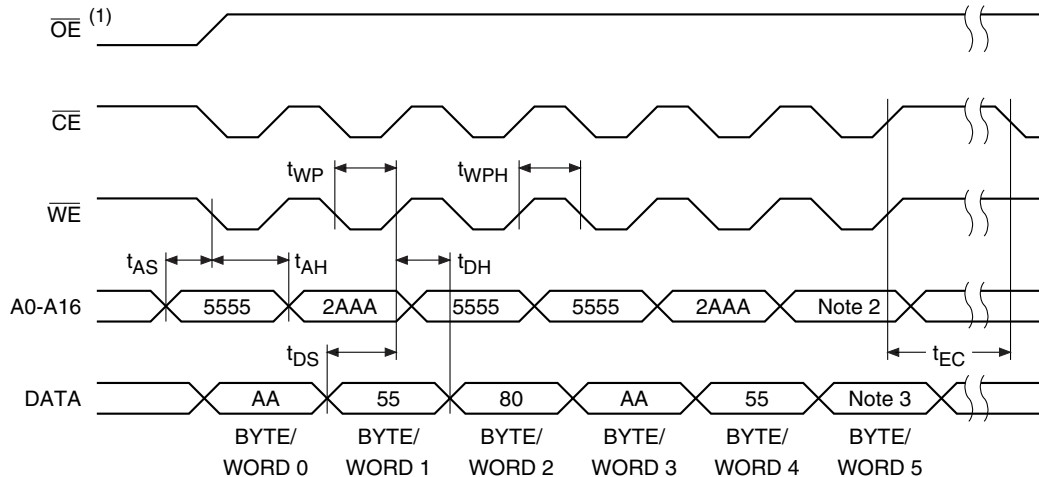 OE (1)
CE
tWP tWPH
WE
tAS tAH tDH
A0-A16 5555 2AAA 5555 5555 2AAA Note 2
tDS tEC
DATA AA 55 80 AA 55 Note 3
BYTE/ BYTE/ BYTE/ BYTE/ BYTE/ BYTE/
WORD 0 WORD 1 WORD 2 WORD 3 WORD 4 WORD 5